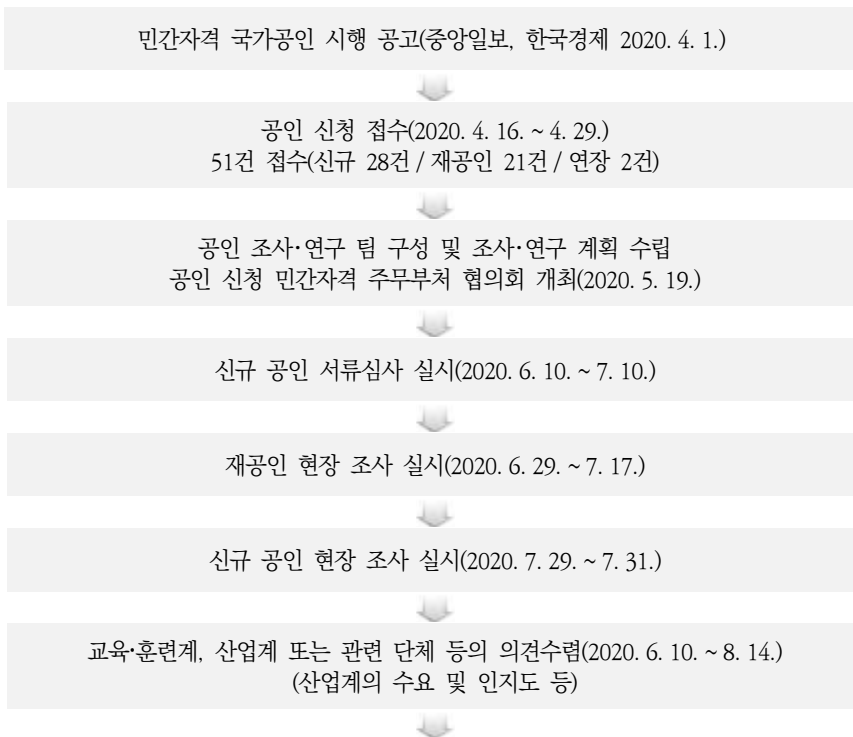 민간자격 국가공인 시행 공고(중앙일보, 한국경제 2020. 4. 1.)
공인 신청 접수(2020. 4. 16. ~ 4. 29.)
51건 접수(신규 28건 / 재공인 21건 / 연장 2건)
공인 조사·연구 팀 구성 및 조사·연구 계획 수립
공인 신청 민간자격 주무부처 협의회 개최(2020. 5. 19.)
신규 공인 서류심사 실시(2020. 6. 10. ~ 7. 10.)
재공인 현장 조사 실시(2020. 6. 29. ~ 7. 17.)
신규 공인 현장 조사 실시(2020. 7. 29. ~ 7. 31.)
교육·훈련계, 산업계 또는 관련 단체 등의 의견수렴(2020. 6. 10. ~ 8. 14.)
(산업계의 수요 및 인지도 등)